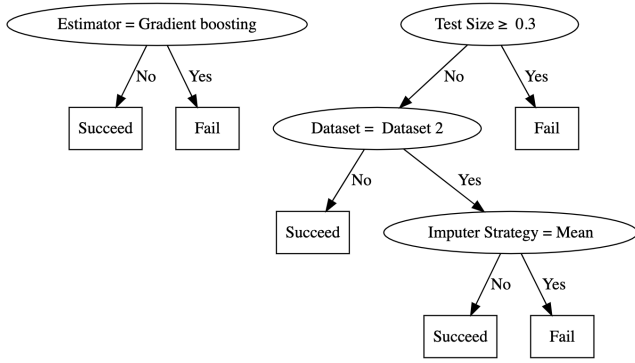 Estimator = Gradient boosting
No
Yes
Succeed
Fail
Test Size ≥ 0.3
No
Yes
Dataset = Dataset 2
Fail
No
Yes
Succeed
Imputer Strategy = Mean
No
Yes
Succeed
Fail